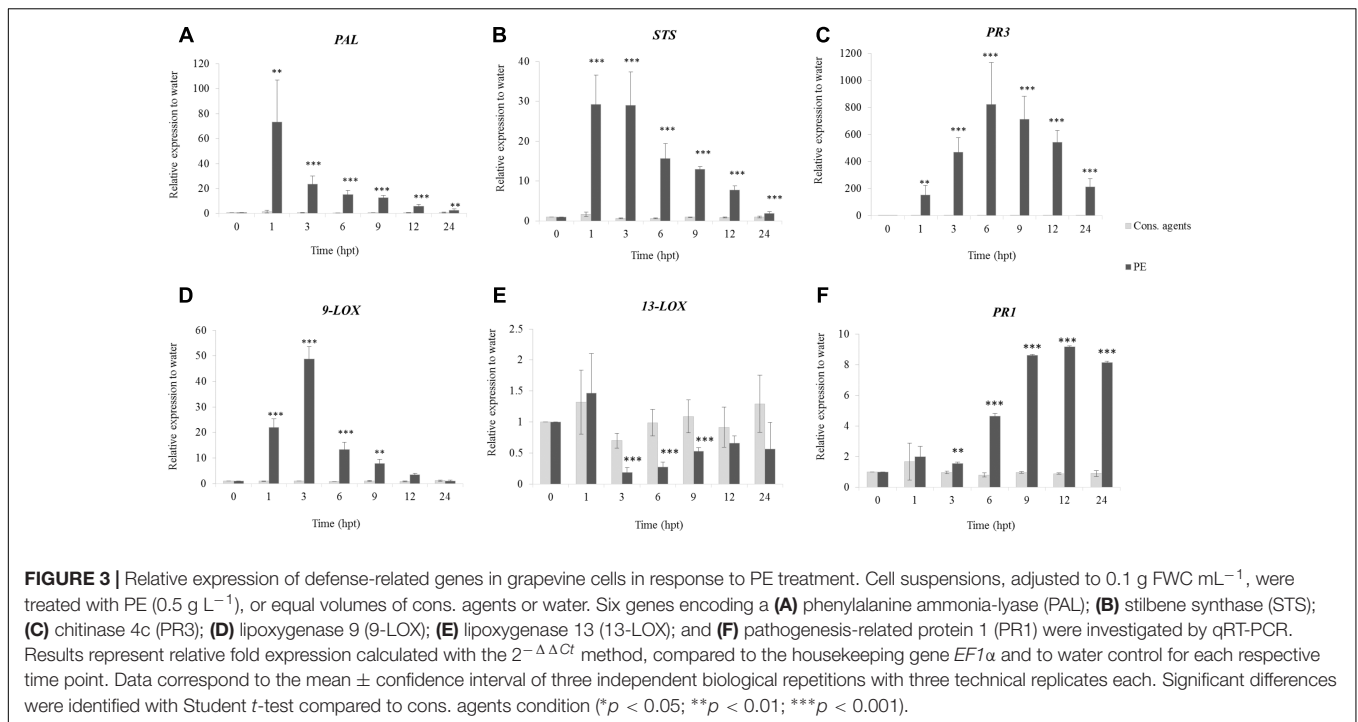 A
PAL
Relative expression to water
120
100
80
60
40
20
0
** *** *** *** *** **
0 1 3 6 9 12 24
Time (hpt)
B
STS
Relative expression to water
40
30
20
10
0
*** *** *** *** *** ***
0 1 3 6 9 12 24
Time (hpt)
C
PR3
Relative expression to water
1200
1000
800
600
400
200
0
** *** *** *** *** ***
0 1 3 6 9 12 24
Time (hpt)
Cons. agents
PE
D
9-LOX
Relative expression to water
60
50
40
30
20
10
0
*** *** *** **
0 1 3 6 9 12 24
Time (hpt)
E
13-LOX
Relative expression to water
2.5
2
1.5
1
0.5
0
*** *** ***
0 1 3 6 9 12 24
Time (hpt)
F
PR1
Relative expression to water
10
8
6
4
2
0
** *** *** *** ***
0 1 3 6 9 12 24
Time (hpt)
FIGURE 3 | Relative expression of defense-related genes in grapevine cells in response to PE treatment. Cell suspensions, adjusted to 0.1 g FWC mL⁻¹, were
treated with PE (0.5 g L⁻¹), or equal volumes of cons. agents or water. Six genes encoding a (A) phenylalanine ammonia-lyase (PAL); (B) stilbene synthase (STS);
(C) chitinase 4c (PR3); (D) lipoxygenase 9 (9-LOX); (E) lipoxygenase 13 (13-LOX); and (F) pathogenesis-related protein 1 (PR1) were investigated by qRT-PCR.
Results represent relative fold expression calculated with the 2^−ΔΔCt method, compared to the housekeeping gene EF1α and to water control for each respective
time point. Data correspond to the mean ± confidence interval of three independent biological repetitions with three technical replicates each. Significant differences
were identified with Student t-test compared to cons. agents condition (*p < 0.05; **p < 0.01; ***p < 0.001).